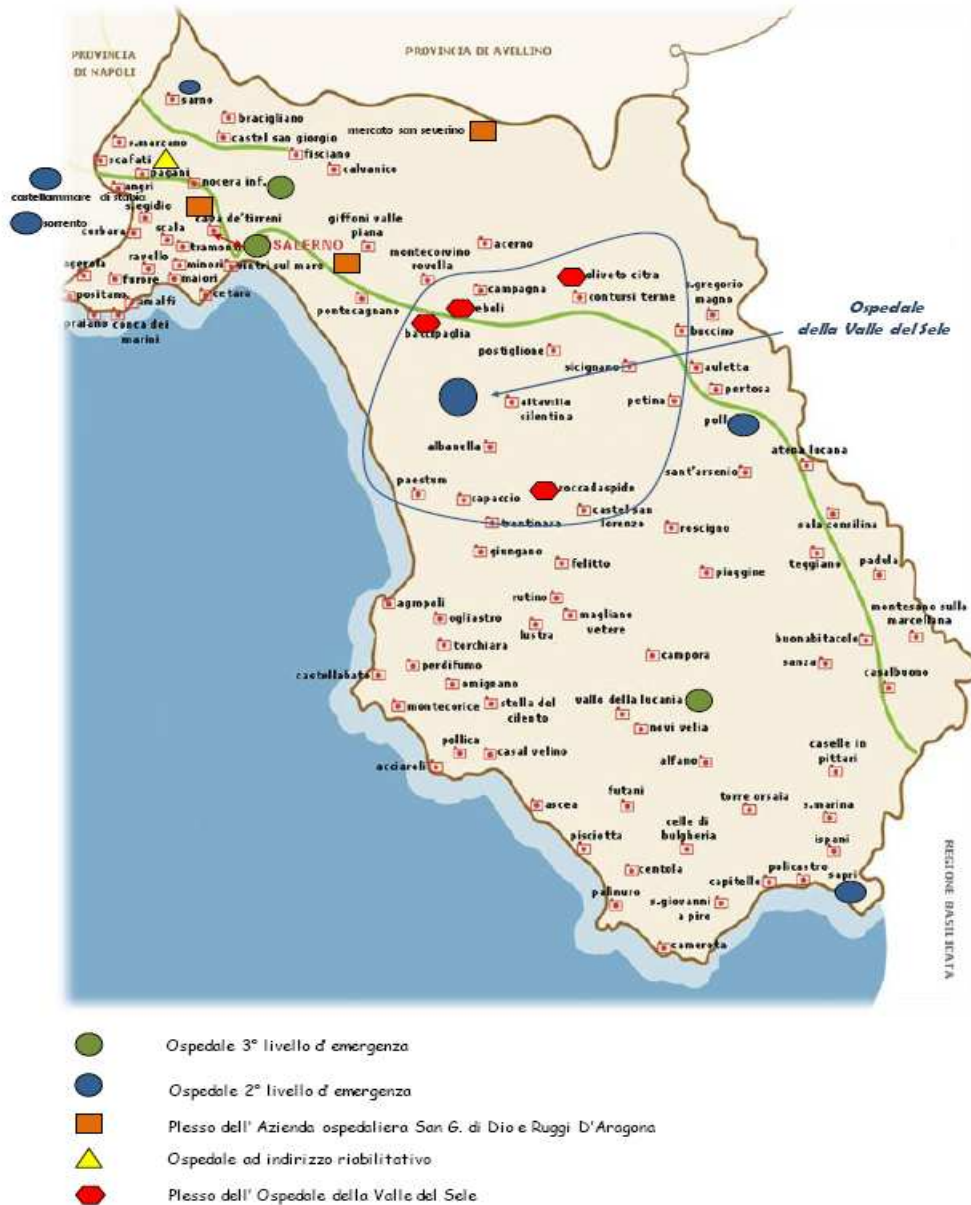 PROVINCIA
DI NAPOLI
PROVINCIA DI AVELLINO
sarno
bracigliano
mercato san severino
s.marzano
castel san giorgio
scafati
fisciano
pagani
calvanico
angri
nocera inf.
castellammare di stabia
s.egidio
sorrento
corbara
scala
cava de'tirreni
giffoni valle
piana
tramonti
SALERNO
acerno
montecorvino
rovella
ravello
minori
vietri sul mare
agerola
furore
maiori
oliveto citra
campagna
contursi terme
s.gregorio
magno
positano
amalfi
cetara
pontecagnano
eboli
praiano
conca dei
marini
battipaglia
buccino
Ospedale
della Valle del Sele
postiglione
sicignano
auletta
pertosa
altavilla
silentina
petina
polla
albanella
atena lucana
sant'arsenio
paestum
capaccio
roccadaspide
castel san
lorenzo
trentinara
roscigno
sala consilina
giungano
felitto
piaggine
teggiano
padula
agropoli
rutino
ogliastro
magliano
vetere
lustra
montesano sulla
marcellana
torchiara
buonabitacolo
campora
sanza
castellabate
perdifumo
omignano
casalbuono
montecorice
stella del
cilento
vallo della lucania
novi velia
pollica
casal velino
alfano
caselle in
pittari
acciaroli
ascea
futani
torre orsaia
s.marina
pisciotta
celle di
bulgheria
ispani
centola
capitello
policastro
sapri
palinuro
s.giovanni
a piro
camerota
REGIONE BASILICATA
Ospedale 3° livello d' emergenza
Ospedale 2° livello d' emergenza
Plesso dell' Azienda ospedaliera San G. di Dio e Ruggi D'Aragona
Ospedale ad indirizzo riabilitativo
Plesso dell' Ospedale della Valle del Sele